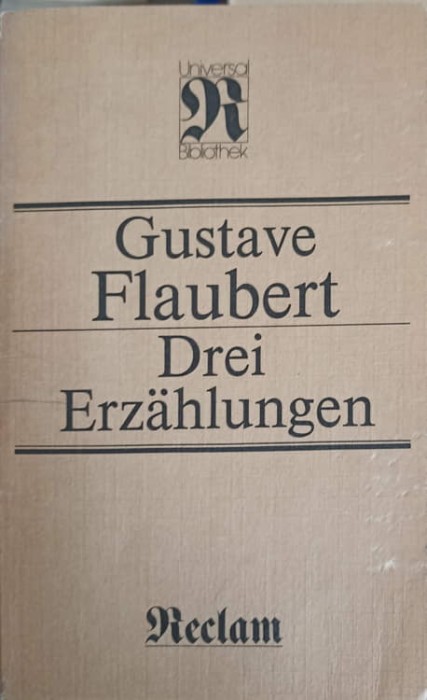 Universal
R
Bibliothek
Gustave
Flaubert
Drei
Erzählungen
Reclam